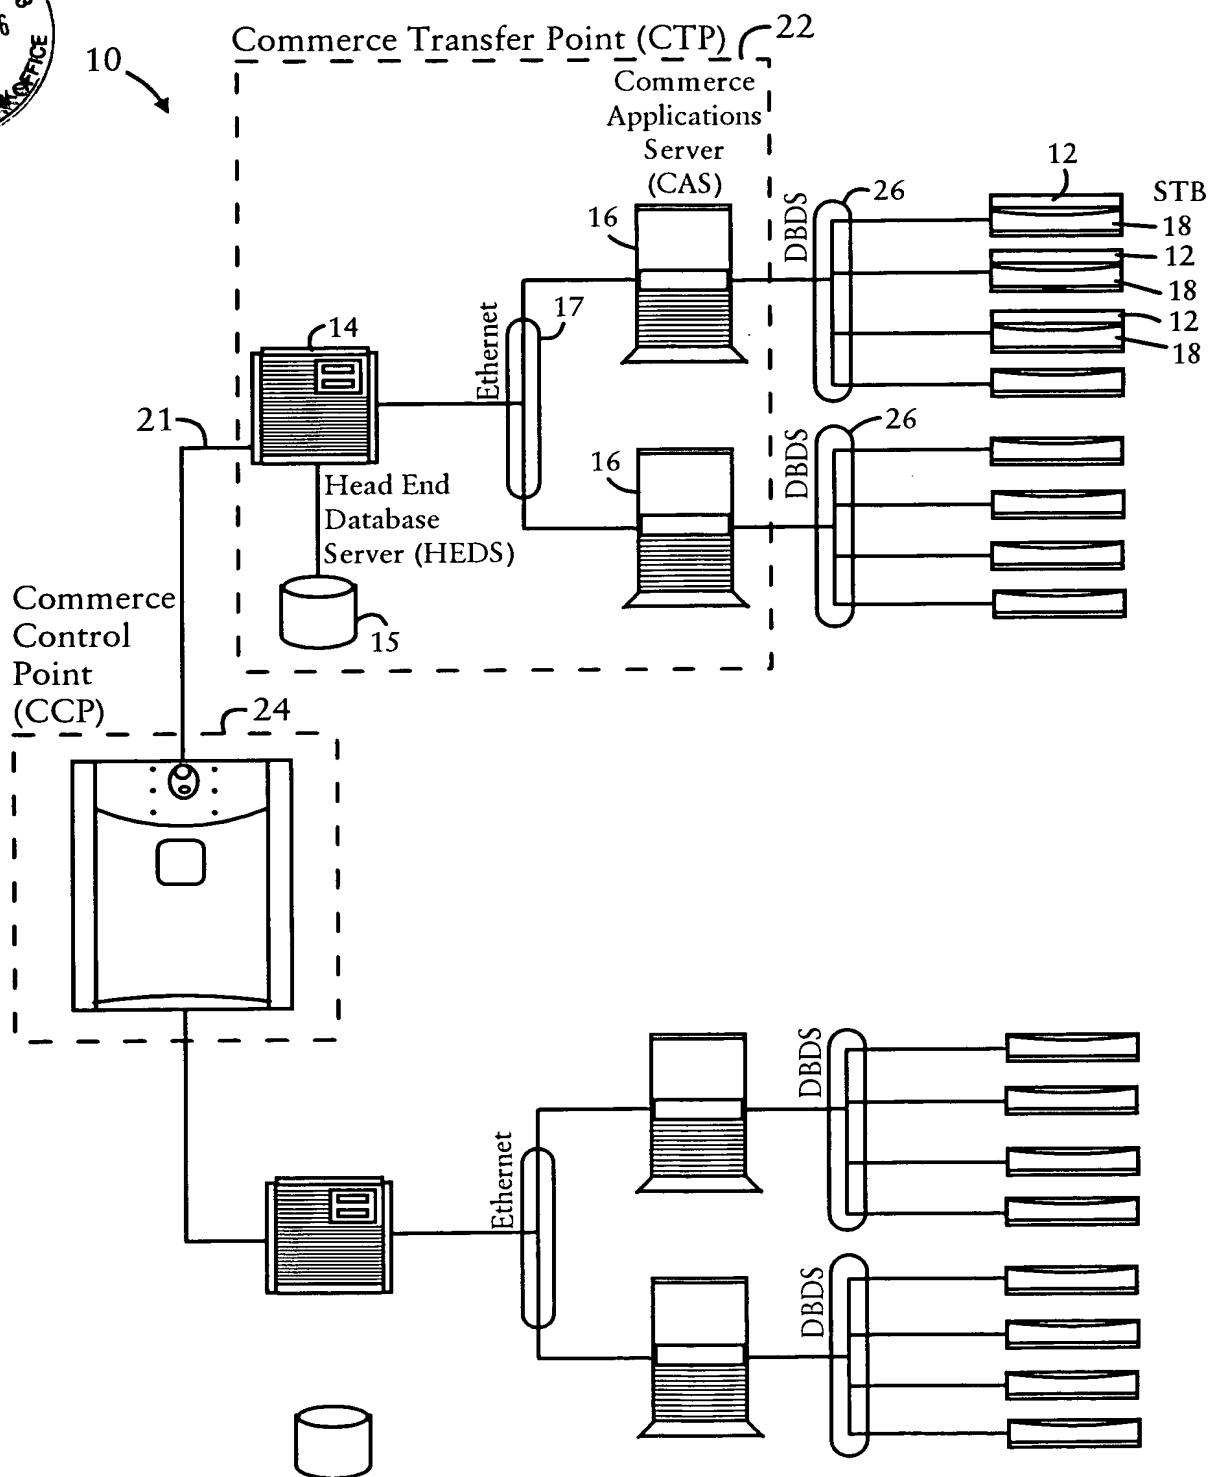 6
OFFICE
10
Commerce Transfer Point (CTP)
22
Commerce
Applications
Server
(CAS)
16
DBDS
26
12
STB
18
12
18
12
18
Ethernet
17
14
21
Head End
Database
Server (HEDS)
15
16
DBDS
26
Commerce
Control
Point
(CCP)
24
DBDS
Ethernet
DBDS